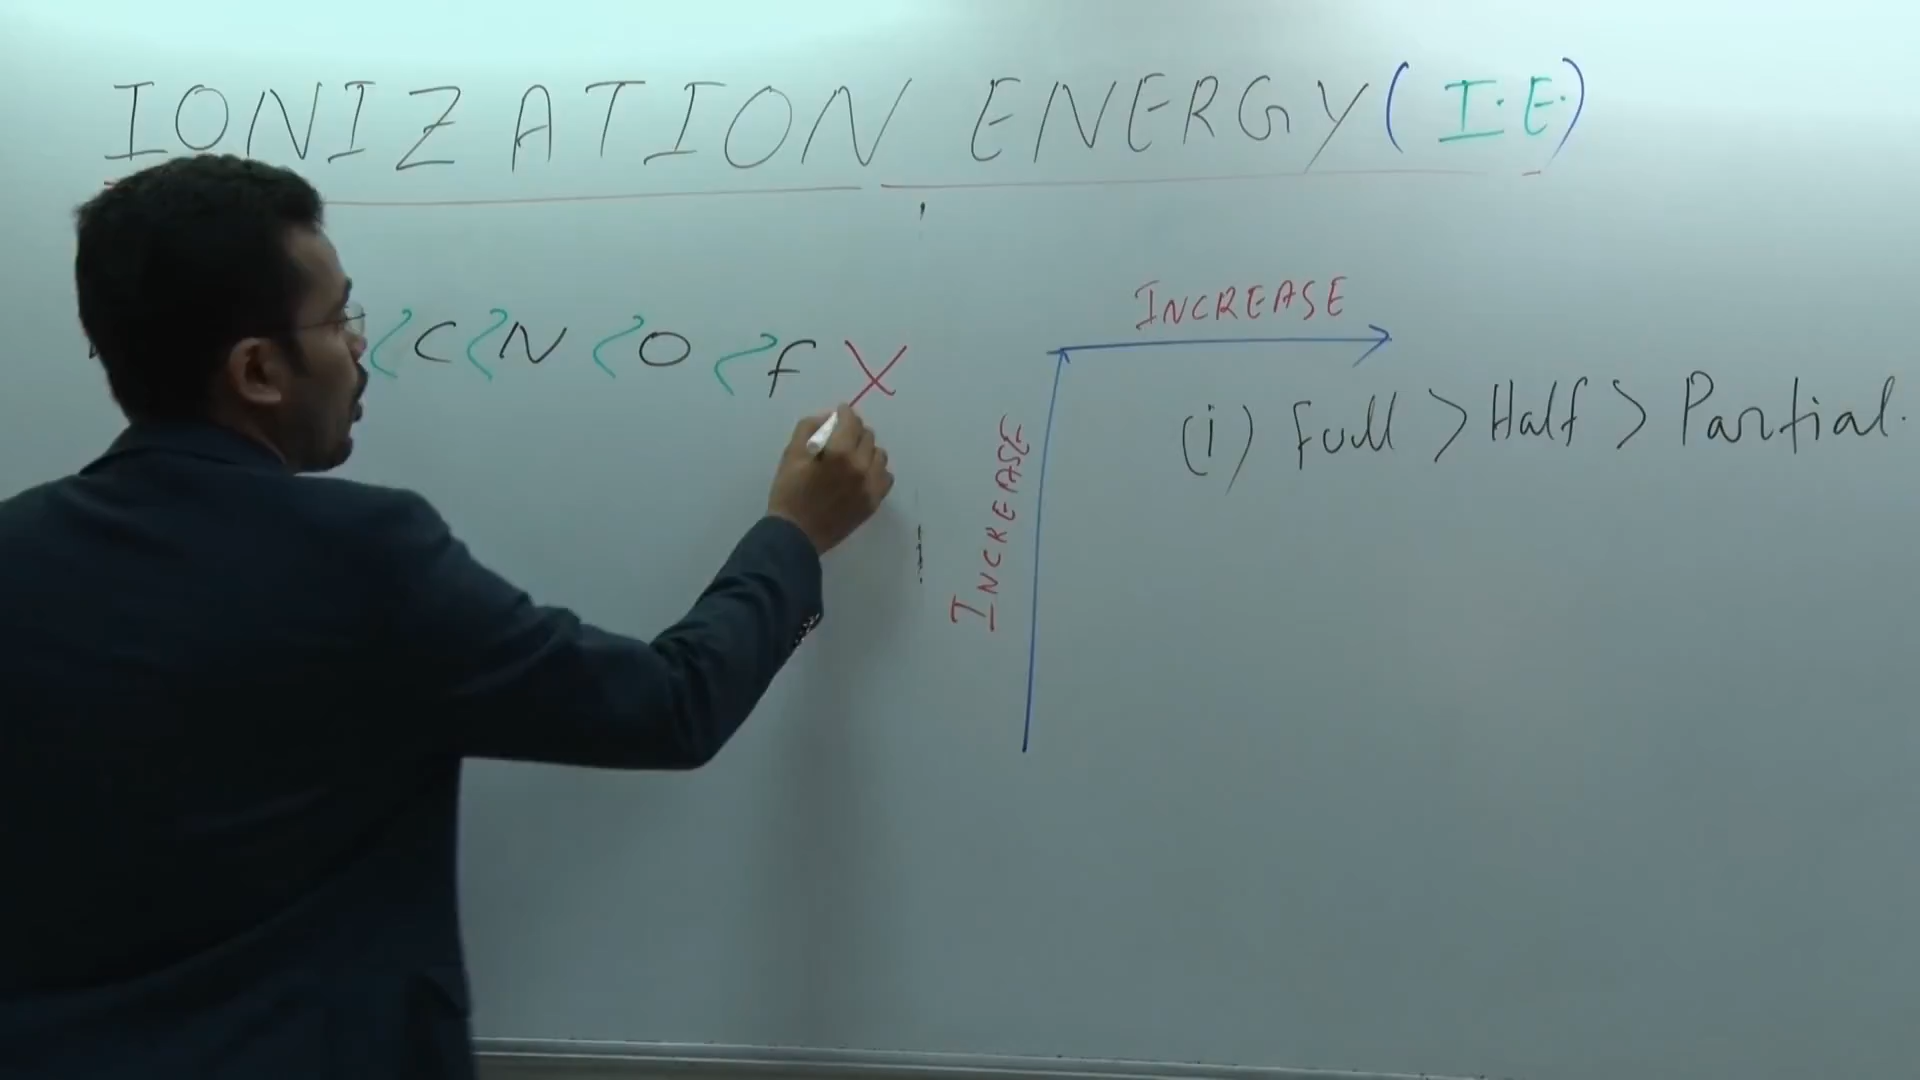 IONIZATION ENERGY (I.E.)
< C < N < O < F X
INCREASE
INCREASE
(i) Full > Half > Partial.